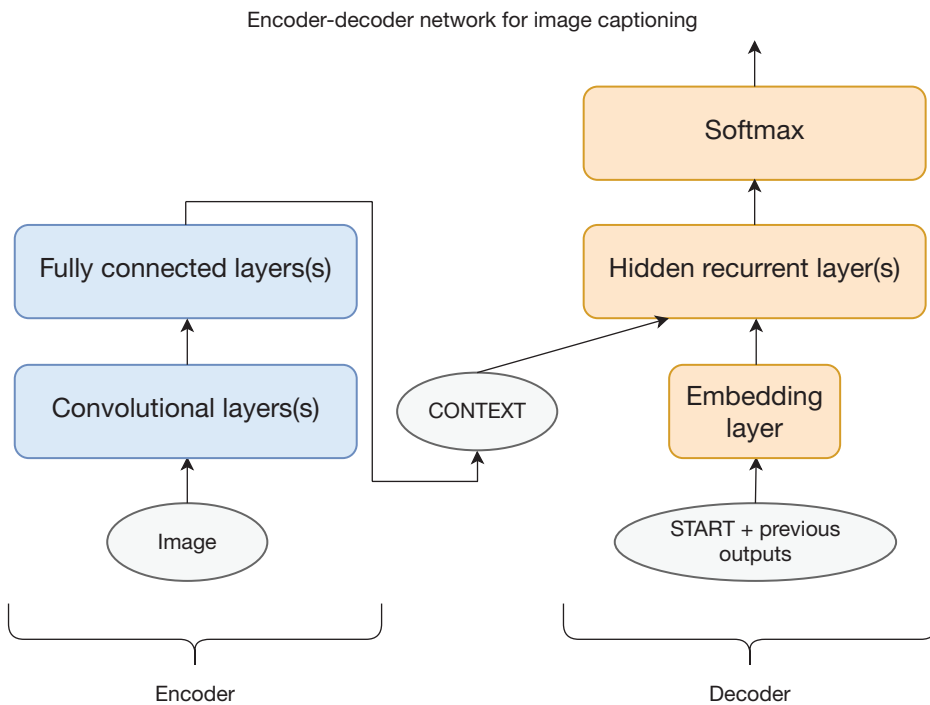 Encoder-decoder network for image captioning
Softmax
Fully connected layers(s)
Hidden recurrent layer(s)
Convolutional layers(s)
CONTEXT
Embedding
layer
Image
START + previous
outputs
Encoder
Decoder